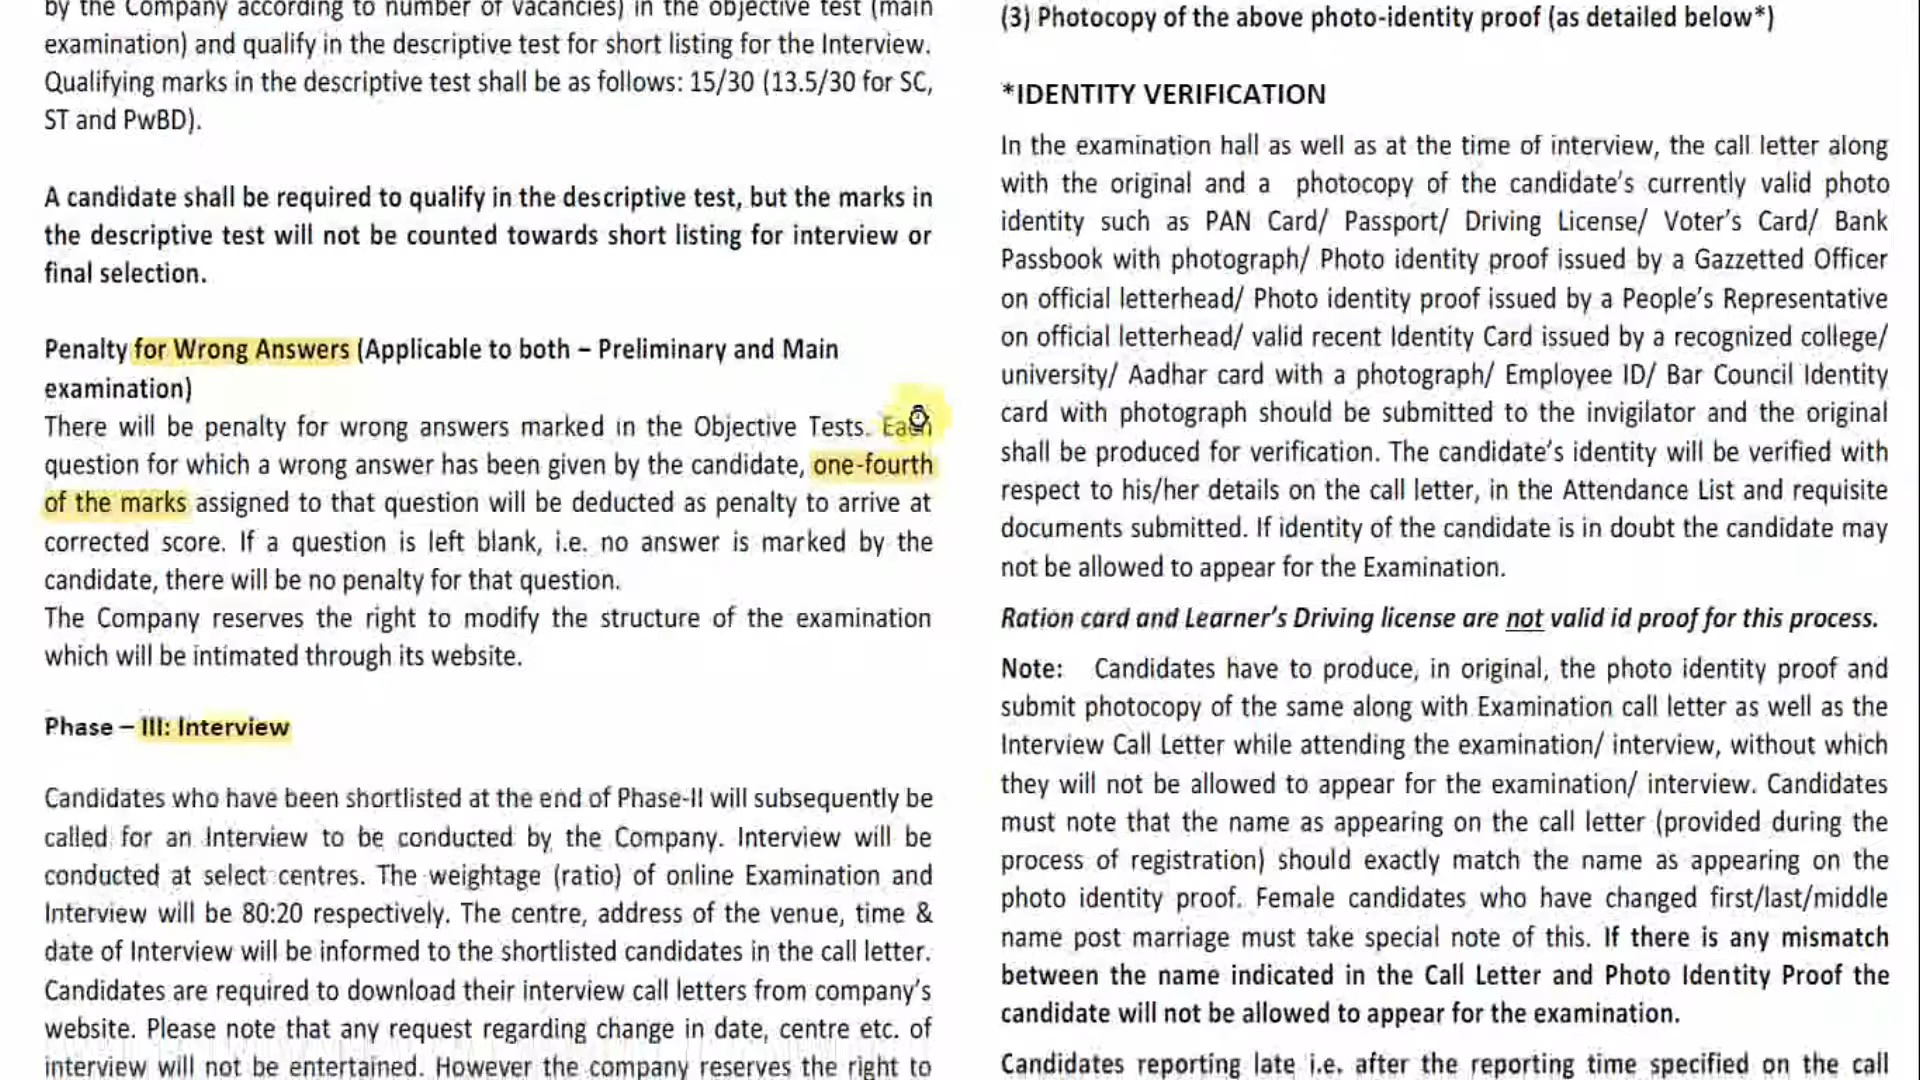 by the Company according to number of vacancies) in the objective test (main
examination) and qualify in the descriptive test for short listing for the Interview.
Qualifying marks in the descriptive test shall be as follows: 15/30 (13.5/30 for SC,
ST and PwBD).
A candidate shall be required to qualify in the descriptive test, but the marks in
the descriptive test will not be counted towards short listing for interview or
final selection.
Penalty for Wrong Answers (Applicable to both – Preliminary and Main
examination)
There will be penalty for wrong answers marked in the Objective Tests. Each
question for which a wrong answer has been given by the candidate, one-fourth
of the marks assigned to that question will be deducted as penalty to arrive at
corrected score. If a question is left blank, i.e. no answer is marked by the
candidate, there will be no penalty for that question.
The Company reserves the right to modify the structure of the examination
which will be intimated through its website.
Phase – III: Interview
Candidates who have been shortlisted at the end of Phase-II will subsequently be
called for an Interview to be conducted by the Company. Interview will be
conducted at select centres. The weightage (ratio) of online Examination and
Interview will be 80:20 respectively. The centre, address of the venue, time &
date of Interview will be informed to the shortlisted candidates in the call letter.
Candidates are required to download their interview call letters from company's
website. Please note that any request regarding change in date, centre etc. of
interview will not be entertained. However the company reserves the right to
(3) Photocopy of the above photo-identity proof (as detailed below*)
*IDENTITY VERIFICATION
In the examination hall as well as at the time of interview, the call letter along
with the original and a photocopy of the candidate's currently valid photo
identity such as PAN Card/ Passport/ Driving License/ Voter's Card/ Bank
Passbook with photograph/ Photo identity proof issued by a Gazzetted Officer
on official letterhead/ Photo identity proof issued by a People's Representative
on official letterhead/ valid recent Identity Card issued by a recognized college/
university/ Aadhar card with a photograph/ Employee ID/ Bar Council Identity
card with photograph should be submitted to the invigilator and the original
shall be produced for verification. The candidate's identity will be verified with
respect to his/her details on the call letter, in the Attendance List and requisite
documents submitted. If identity of the candidate is in doubt the candidate may
not be allowed to appear for the Examination.
Ration card and Learner's Driving license are not valid id proof for this process.
Note: Candidates have to produce, in original, the photo identity proof and
submit photocopy of the same along with Examination call letter as well as the
Interview Call Letter while attending the examination/ interview, without which
they will not be allowed to appear for the examination/ interview. Candidates
must note that the name as appearing on the call letter (provided during the
process of registration) should exactly match the name as appearing on the
photo identity proof. Female candidates who have changed first/last/middle
name post marriage must take special note of this. If there is any mismatch
between the name indicated in the Call Letter and Photo Identity Proof the
candidate will not be allowed to appear for the examination.
Candidates reporting late i.e. after the reporting time specified on the call